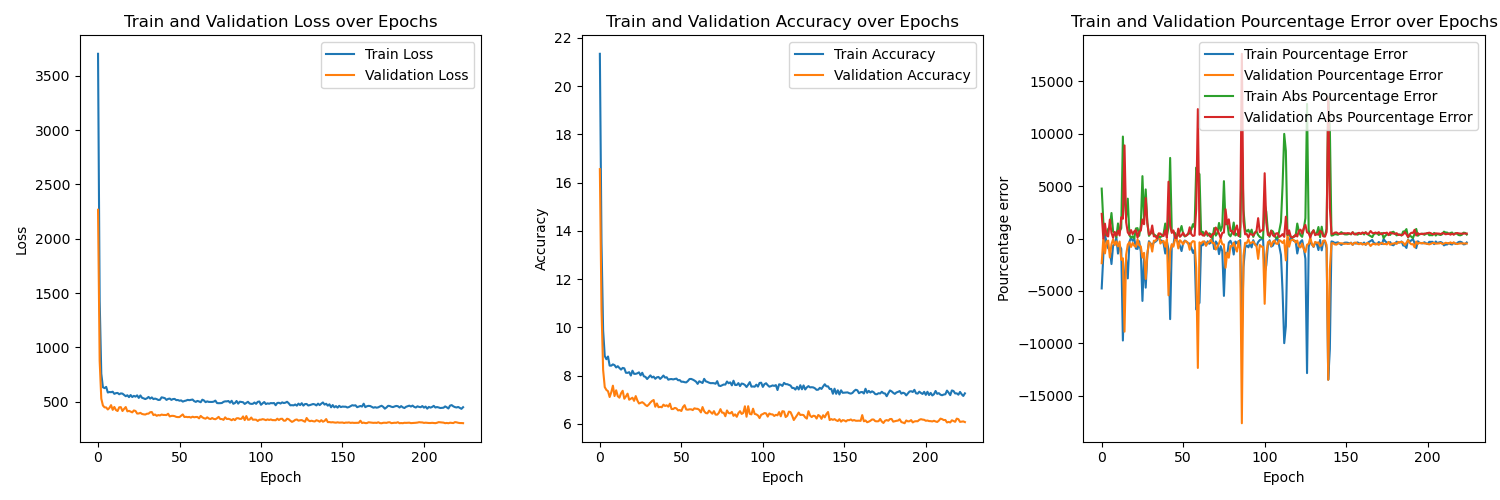 Train and Validation Loss over Epochs
Train Loss
Validation Loss
3500
3000
2500
2000
1500
1000
500
Loss
0
50
100
150
200
Epoch
Train and Validation Accuracy over Epochs
Train Accuracy
Validation Accuracy
22
20
18
16
14
12
10
8
6
Accuracy
0
50
100
150
200
Epoch
Train and Validation Pourcentage Error over Epochs
Train Pourcentage Error
Validation Pourcentage Error
Train Abs Pourcentage Error
Validation Abs Pourcentage Error
15000
10000
5000
0
−5000
−10000
−15000
Pourcentage error
0
50
100
150
200
Epoch